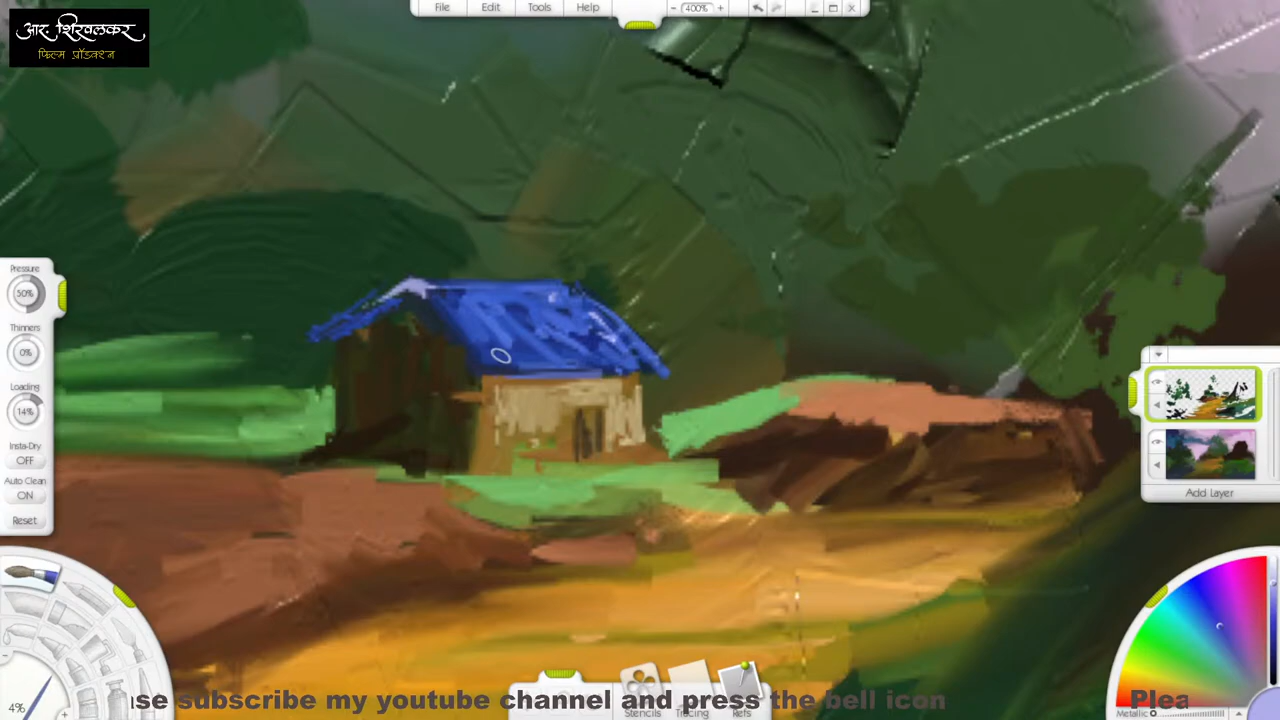 आर. शिरवलकर
फिल्म प्रॉडक्शन
File Edit Tools Help
− 400% +
Pressure
50%
Thinners
0%
Loading
14%
Insta-Dry
OFF
Auto Clean
ON
Reset
Add Layer
4%
Stencils Tracing Refs
Metallic
ase subscribe my youtube channel and press the bell icon Plea